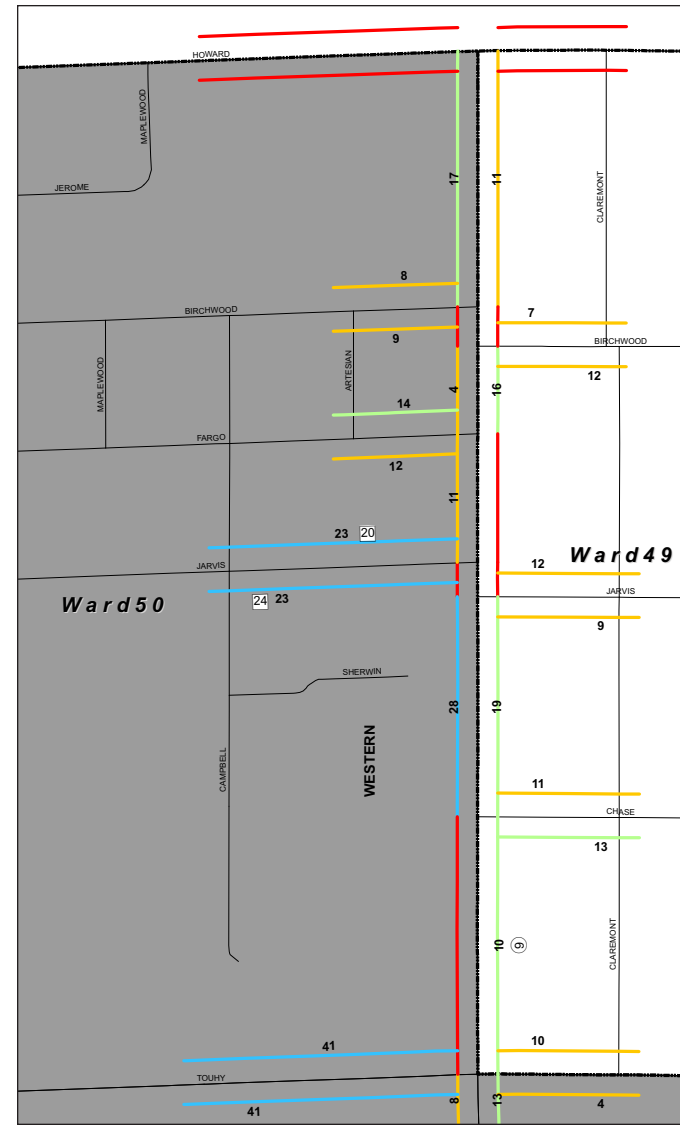 HOWARD
MAPLEWOOD
17
11
JEROME
CLAREMONT
8
BIRCHWOOD
7
9
BIRCHWOOD
MAPLEWOOD
ARTESIAN
4
16
12
14
FARGO
12
11
23 20
Ward49
12
JARVIS
JARVIS
24 23
Ward50
9
SHERWIN
28
19
WESTERN
CAMPBELL
11
CHASE
13
CLAREMONT
10 9
41
10
TOUHY
41
8
13
4